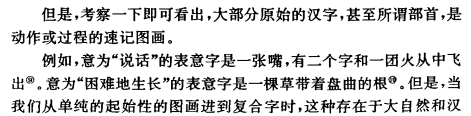 但是,考察一下即可看出,大部分原始的汉字,甚至所谓部首,是
动作或过程的速记图画。
例如,意为“说话”的表意字是一张嘴,有二个字和一团火从中飞
出⑱。意为“困难地生长”的表意字是一棵草带着盘曲的根⑲。但是,当
我们从单纯的起始性的图画进到复合字时,这种存在于大自然和汉